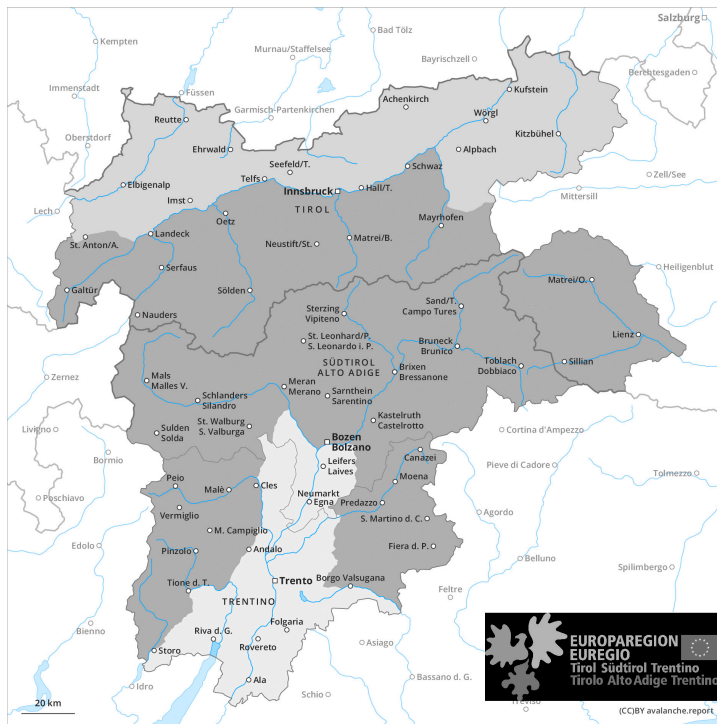 Salzburg
Kempten
Bad Tölz
Murnau/Staffelsee
Bayrischzell
Berchtesgaden
Immenstadt
Füssen
Garmisch-Partenkirchen
Achenkirch
Kufstein
Reutte
Wörgl
Oberstdorf
Ehrwald
Kitzbühel
Alpbach
Seefeld/T.
Schwaz
Zell/See
Telfs
Elbigenalp
Innsbruck
Hall/T.
Mittersill
Imst
Lech
TIROL
Oetz
Mayrhofen
Landeck
St. Anton/A.
Neustift/St.
Matrei/B.
Serfaus
Heiligenblut
Matrei/O.
Galtür
Sölden
Sand/T.
Campo Tures
Nauders
Sterzing
Vipiteno
Lienz
St. Leonhard/P.
S. Leonardo i. P.
Bruneck
Brunico
Toblach
Dobbiaco
Sillian
SÜDTIROL
ALTO ADIGE
Zernez
Mals
Malles V.
Meran
Merano
Brixen
Bressanone
Schlanders
Silandro
Sarnthein
Sarentino
Kastelruth
Castelrotto
Livigno
St. Walburg
S. Valburga
Sulden
Solda
Bozen
Bolzano
Cortina d'Ampezzo
Bormio
Canazei
Leifers
Laives
Pieve di Cadore
Tolmezzo
Poschiavo
Peio
Malè
Cles
Moena
Neumarkt
Egna
Predazzo
Vermiglio
Agordo
M. Campiglio
S. Martino d. C.
Edolo
Pinzolo
Andalo
Fiera d. P.
Belluno
Spilimbergo
Tione d. T.
Trento
Borgo Valsugana
Feltre
TRENTINO
Bienno
Riva d. G.
Folgaria
Rovereto
Asiago
Storo
EUROPAREGION
EUREGIO
Tirol Südtirol Trentino
Tirolo Alto Adige Trentino
Idro
Ala
Schio
Bassano d. G.
Treviso
20 km
(CC)BY avalanche.report